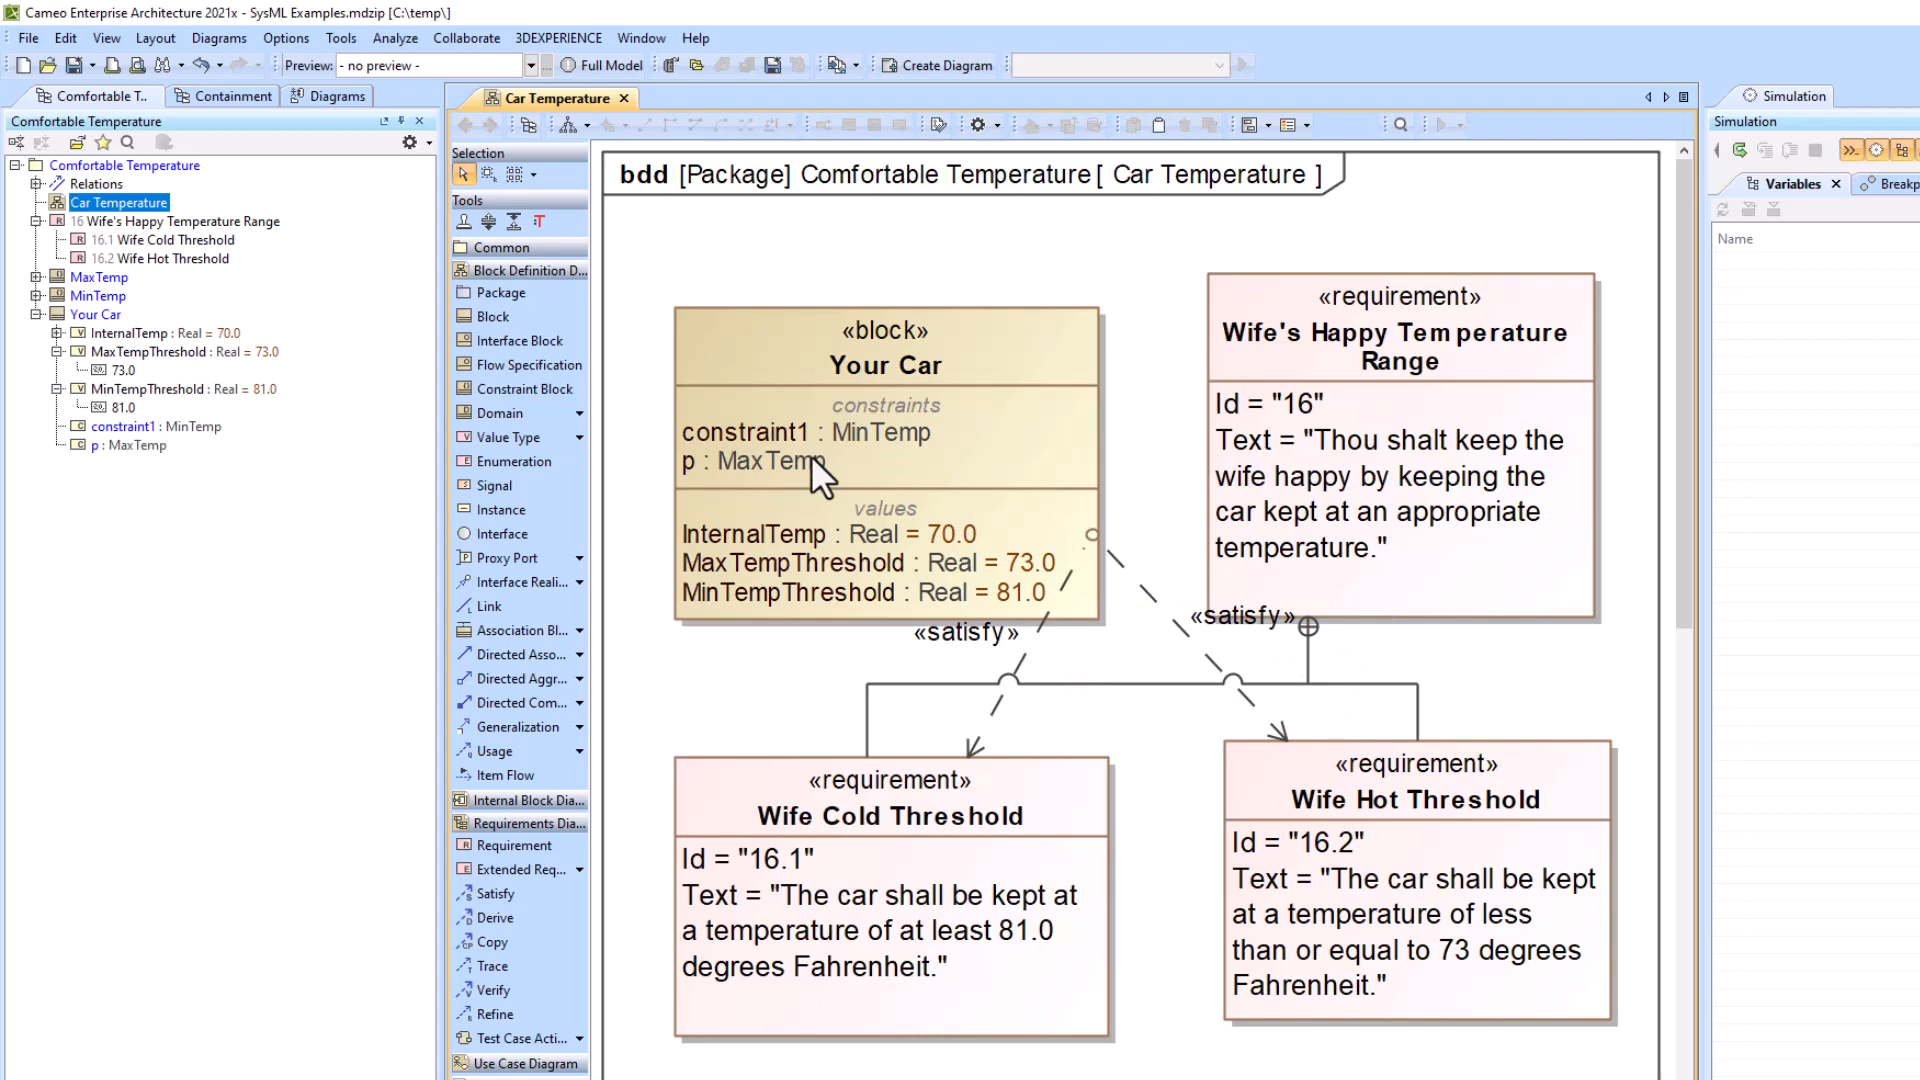 Cameo Enterprise Architecture 2021x - SysML Examples.mdzip [C:\temp\]
File Edit View Layout Diagrams Options Tools Analyze Collaborate 3DEXPERIENCE Window Help
Preview: - no preview - ... Full Model Create Diagram
Comfortable T.. Containment Diagrams
Comfortable Temperature
Comfortable Temperature
Relations
Car Temperature
16 Wife's Happy Temperature Range
16.1 Wife Cold Threshold
16.2 Wife Hot Threshold
MaxTemp
MinTemp
Your Car
InternalTemp : Real = 70.0
MaxTempThreshold : Real = 73.0
73.0
MinTempThreshold : Real = 81.0
81.0
constraint1 : MinTemp
p : MaxTemp
Car Temperature
Selection
Tools
Common
Block Definition D...
Package
Block
Interface Block
Flow Specification
Constraint Block
Domain
Value Type
Enumeration
Signal
Instance
Interface
Proxy Port
Interface Reali...
Link
Association Bl...
Directed Asso...
Directed Aggr...
Directed Com...
Generalization
Usage
Item Flow
Internal Block Dia...
Requirements Dia...
Requirement
Extended Req...
Satisfy
Derive
Copy
Trace
Verify
Refine
Test Case Acti...
Use Case Diagram
bdd [Package] Comfortable Temperature [ Car Temperature ]
«block»
Your Car
constraints
constraint1 : MinTemp
p : MaxTemp
values
InternalTemp : Real = 70.0
MaxTempThreshold : Real = 73.0
MinTempThreshold : Real = 81.0
«requirement»
Wife's Happy Temperature
Range
Id = "16"
Text = "Thou shalt keep the
wife happy by keeping the
car kept at an appropriate
temperature."
«satisfy»
«satisfy»
«requirement»
Wife Cold Threshold
Id = "16.1"
Text = "The car shall be kept at
a temperature of at least 81.0
degrees Fahrenheit."
«requirement»
Wife Hot Threshold
Id = "16.2"
Text = "The car shall be kept
at a temperature of less
than or equal to 73 degrees
Fahrenheit."
Simulation
Simulation
Variables Breakp
Name